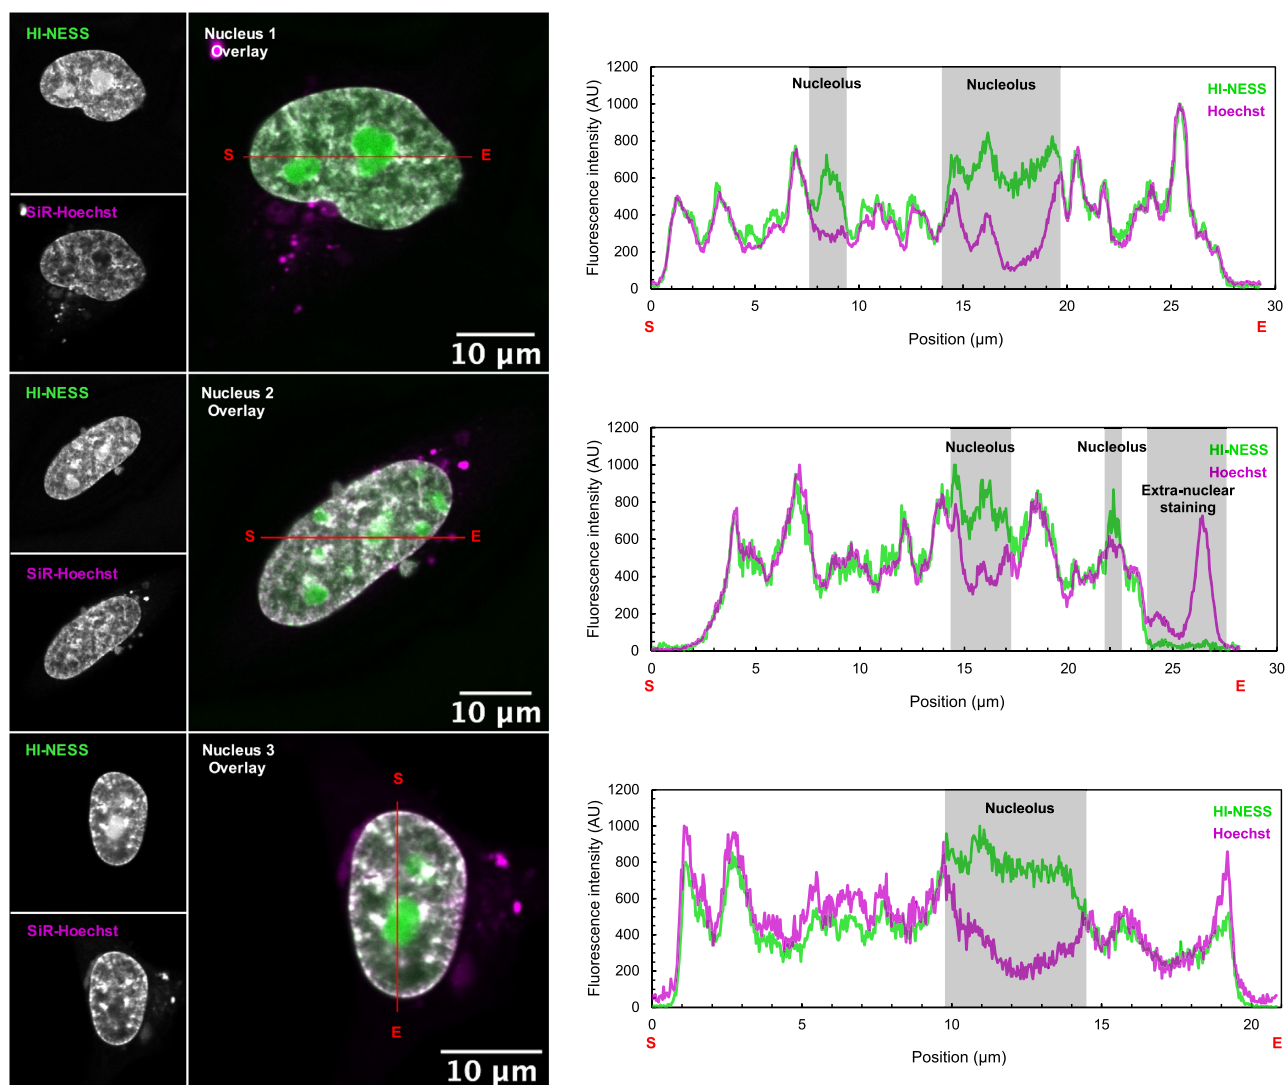 HI-NESS
SiR-Hoechst
Nucleus 1
Overlay
S
E
10 μm
Fluorescence intensity (AU)
1200
1000
800
600
400
200
0
Nucleolus
Nucleolus
HI-NESS
Hoechst
0 5 10 15 20 25 30
S
E
Position (μm)
HI-NESS
SiR-Hoechst
Nucleus 2
Overlay
S
E
10 μm
Fluorescence intensity (AU)
1200
1000
800
600
400
200
0
Nucleolus
Nucleolus
HI-NESS
Hoechst
Extra-nuclear
staining
0 5 10 15 20 25 30
S
E
Position (μm)
HI-NESS
SiR-Hoechst
Nucleus 3
Overlay
S
E
10 μm
Fluorescence intensity (AU)
1200
1000
800
600
400
200
0
Nucleolus
HI-NESS
Hoechst
0 5 10 15 20
S
E
Position (μm)